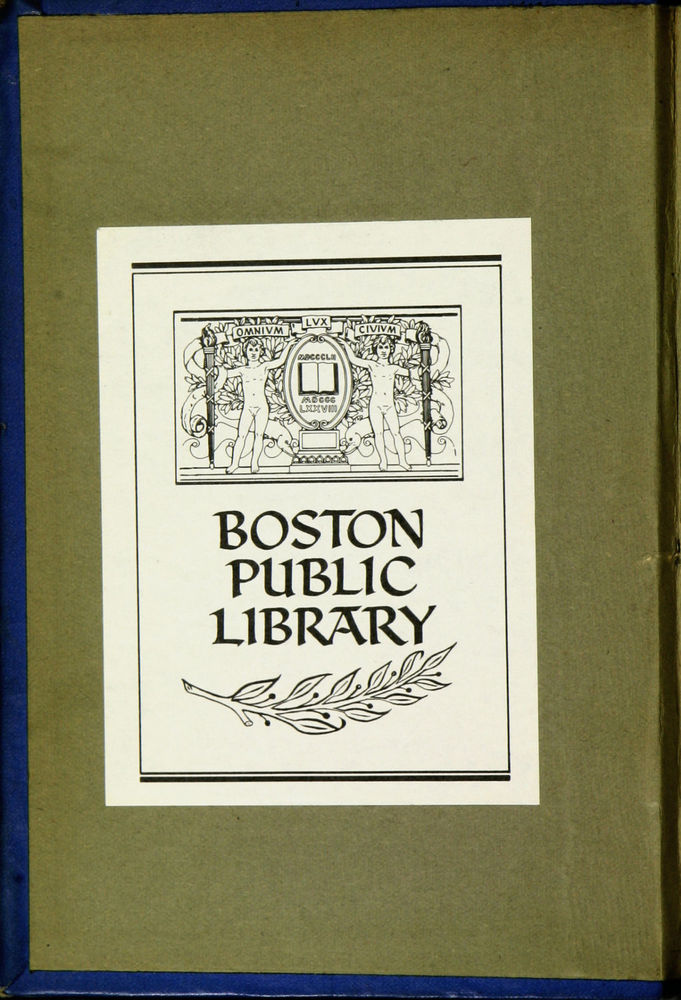 OMNIVM LVX CIVIVM
MDCCCLII
MDCCC
LXXVIII
BOSTON
PUBLIC
LIBRARY